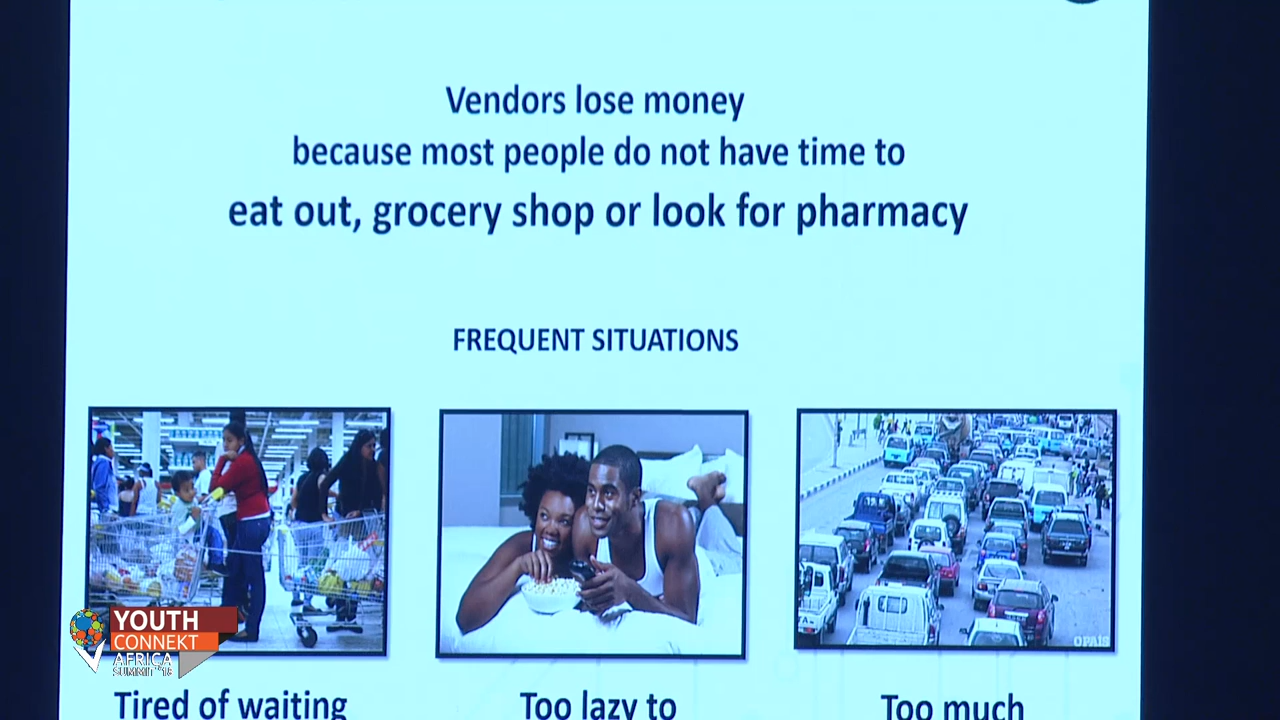 Vendors lose money
because most people do not have time to
eat out, grocery shop or look for pharmacy
FREQUENT SITUATIONS
OPAÍS
YOUTH
CONNEKT
AFRICA
Tired of waiting
Too lazy to
Too much